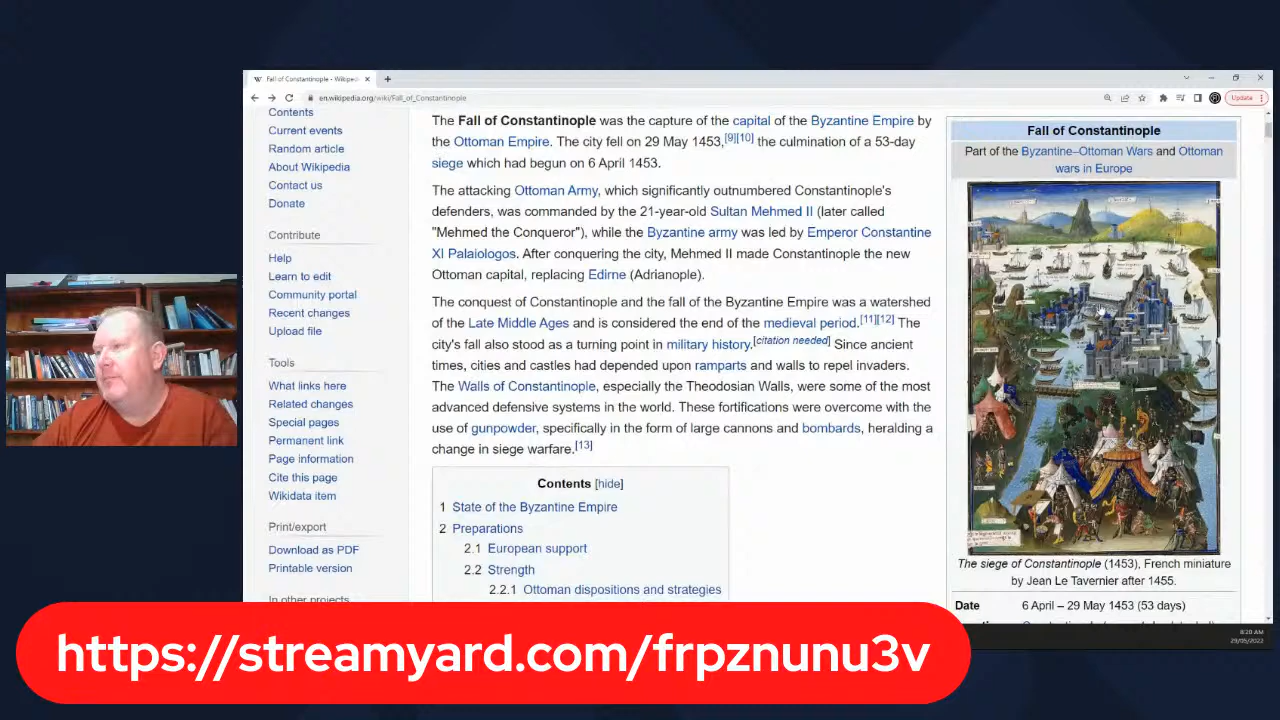 Fall of Constantinople - Wikiped
en.wikipedia.org/wiki/Fall_of_Constantinople
Update
Contents
Current events
Random article
About Wikipedia
Contact us
Donate
Contribute
Help
Learn to edit
Community portal
Recent changes
Upload file
Tools
What links here
Related changes
Special pages
Permanent link
Page information
Cite this page
Wikidata item
Print/export
Download as PDF
Printable version
In other projects
The Fall of Constantinople was the capture of the capital of the Byzantine Empire by
the Ottoman Empire. The city fell on 29 May 1453,[9][10] the culmination of a 53-day
siege which had begun on 6 April 1453.
The attacking Ottoman Army, which significantly outnumbered Constantinople's
defenders, was commanded by the 21-year-old Sultan Mehmed II (later called
"Mehmed the Conqueror"), while the Byzantine army was led by Emperor Constantine
XI Palaiologos. After conquering the city, Mehmed II made Constantinople the new
Ottoman capital, replacing Edirne (Adrianople).
The conquest of Constantinople and the fall of the Byzantine Empire was a watershed
of the Late Middle Ages and is considered the end of the medieval period.[11][12] The
city's fall also stood as a turning point in military history.[citation needed] Since ancient
times, cities and castles had depended upon ramparts and walls to repel invaders.
The Walls of Constantinople, especially the Theodosian Walls, were some of the most
advanced defensive systems in the world. These fortifications were overcome with the
use of gunpowder, specifically in the form of large cannons and bombards, heralding a
change in siege warfare.[13]
Contents [hide]
1 State of the Byzantine Empire
2 Preparations
2.1 European support
2.2 Strength
2.2.1 Ottoman dispositions and strategies
Fall of Constantinople
Part of the Byzantine–Ottoman Wars and Ottoman
wars in Europe
The siege of Constantinople (1453), French miniature
by Jean Le Tavernier after 1455.
Date 6 April – 29 May 1453 (53 days)
8:20 AM
29/05/2022
https://streamyard.com/frpznunu3v